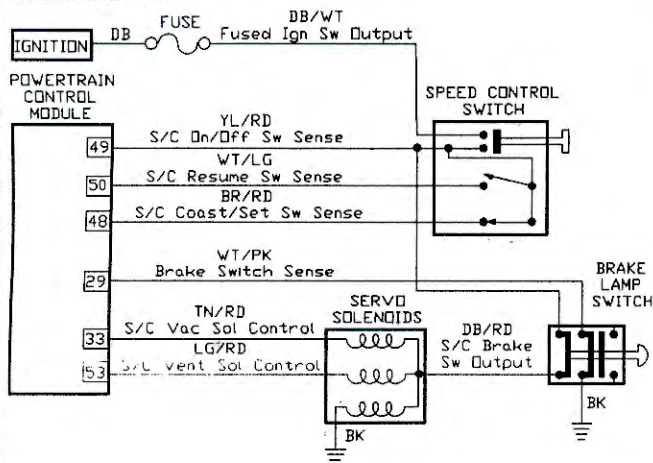 IGNITION
DB
FUSE
DB/WT
Fused Ign Sw Output
POWERTRAIN
CONTROL
MODULE
SPEED CONTROL
SWITCH
YL/RD
49
S/C On/Off Sw Sense
WT/LG
50
S/C Resume Sw Sense
BR/RD
48
S/C Coast/Set Sw Sense
WT/PK
29
Brake Switch Sense
BRAKE
LAMP
SWITCH
TN/RD
33
S/C Vac Sol Control
LG/RD
53
S/C Vent Sol Control
SERVO
SOLENOIDS
DB/RD
S/C Brake
Sw Output
BK
BK